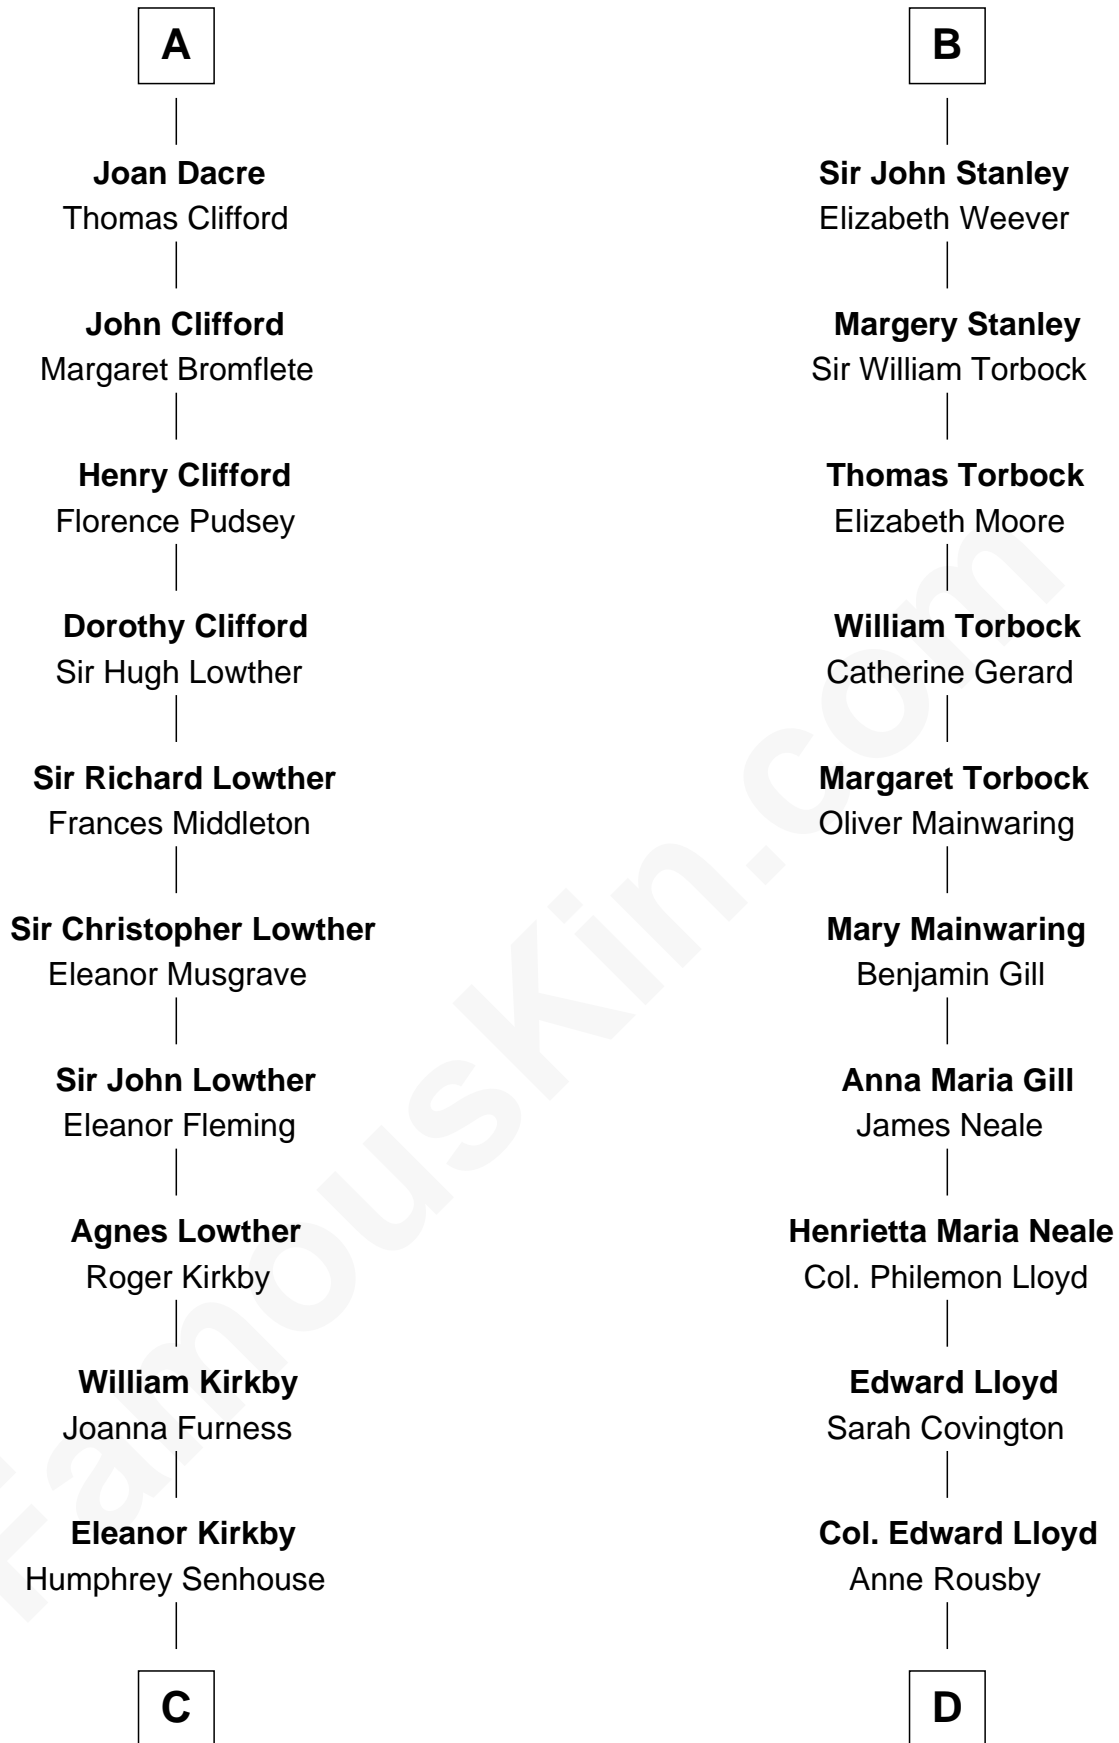 A
Joan Dacre
Thomas Clifford
John Clifford
Margaret Bromflete
Henry Clifford
Florence Pudsey
Dorothy Clifford
Sir Hugh Lowther
Sir Richard Lowther
Frances Middleton
Sir Christopher Lowther
Eleanor Musgrave
Sir John Lowther
Eleanor Fleming
Agnes Lowther
Roger Kirkby
William Kirkby
Joanna Furness
Eleanor Kirkby
Humphrey Senhouse
C
B
Sir John Stanley
Elizabeth Weever
Margery Stanley
Sir William Torbock
Thomas Torbock
Elizabeth Moore
William Torbock
Catherine Gerard
Margaret Torbock
Oliver Mainwaring
Mary Mainwaring
Benjamin Gill
Anna Maria Gill
James Neale
Henrietta Maria Neale
Col. Philemon Lloyd
Edward Lloyd
Sarah Covington
Col. Edward Lloyd
Anne Rousby
D
FamousKin.com